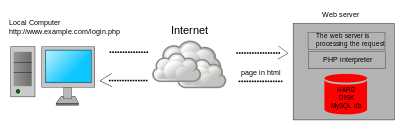 Local Computer
http://www.example.com/login.php
Internet
page in html
Web server
The web server is
processing the request
PHP interpreter
HARD
DISK
MySQL db